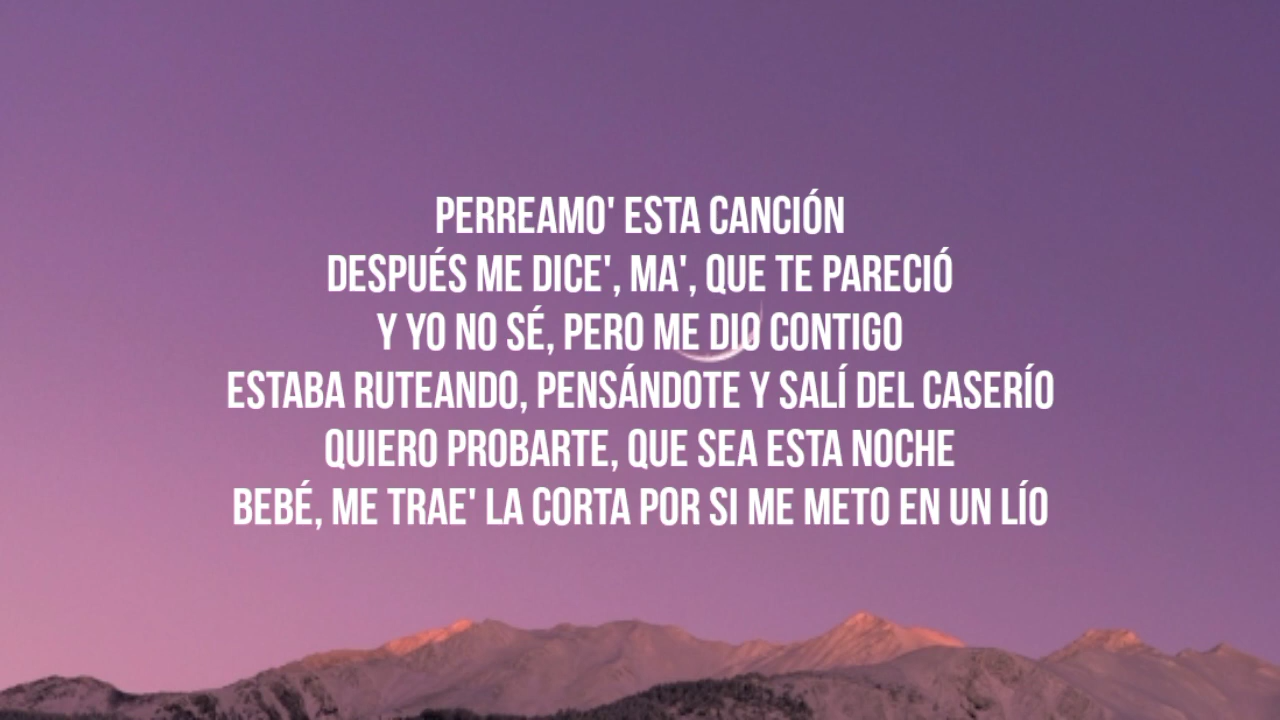 PERREAMO' ESTA CANCIÓN
DESPUÉS ME DICE', MA', QUE TE PARECIÓ
Y YO NO SÉ, PERO ME DIO CONTIGO
ESTABA RUTEANDO, PENSÁNDOTE Y SALÍ DEL CASERÍO
QUIERO PROBARTE, QUE SEA ESTA NOCHE
BEBÉ, ME TRAE' LA CORTA POR SI ME METO EN UN LÍO